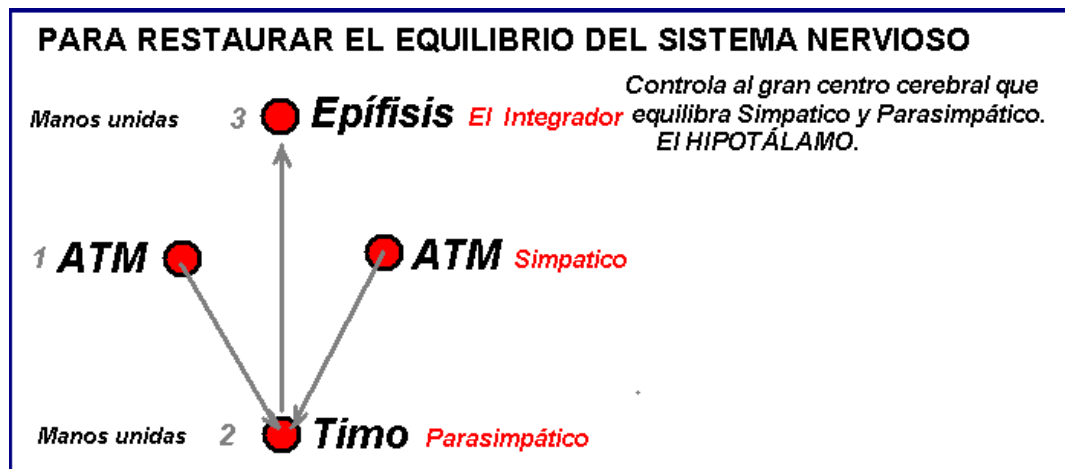 PARA RESTAURAR EL EQUILIBRIO DEL SISTEMA NERVIOSO
Controla al gran centro cerebral que
Manos unidas 3 Epífisis El Integrador equilibra Simpatico y Parasimpático.
El HIPOTÁLAMO.
1 ATM ATM Simpatico
Manos unidas 2 Timo Parasimpático